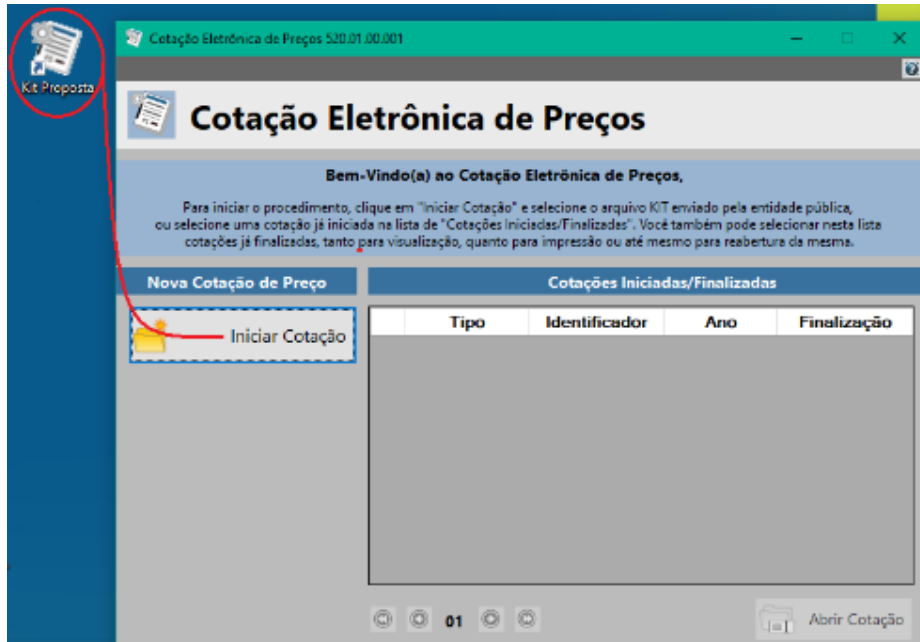 Kit Proposta
Cotação Eletrônica de Preços 520.01.00.001
Cotação Eletrônica de Preços
Bem-Vindo(a) ao Cotação Eletrônica de Preços,
Para iniciar o procedimento, clique em "Iniciar Cotação" e selecione o arquivo KIT enviado pela entidade pública,
ou selecione uma cotação já iniciada na lista de "Cotações Iniciadas/Finalizadas". Você também pode selecionar nesta lista
cotações já finalizadas, tanto para visualização, quanto para impressão ou até mesmo para reabertura da mesma.
Nova Cotação de Preço
Cotações Iniciadas/Finalizadas
Iniciar Cotação
Tipo Identificador Ano Finalização
01
Abrir Cotação